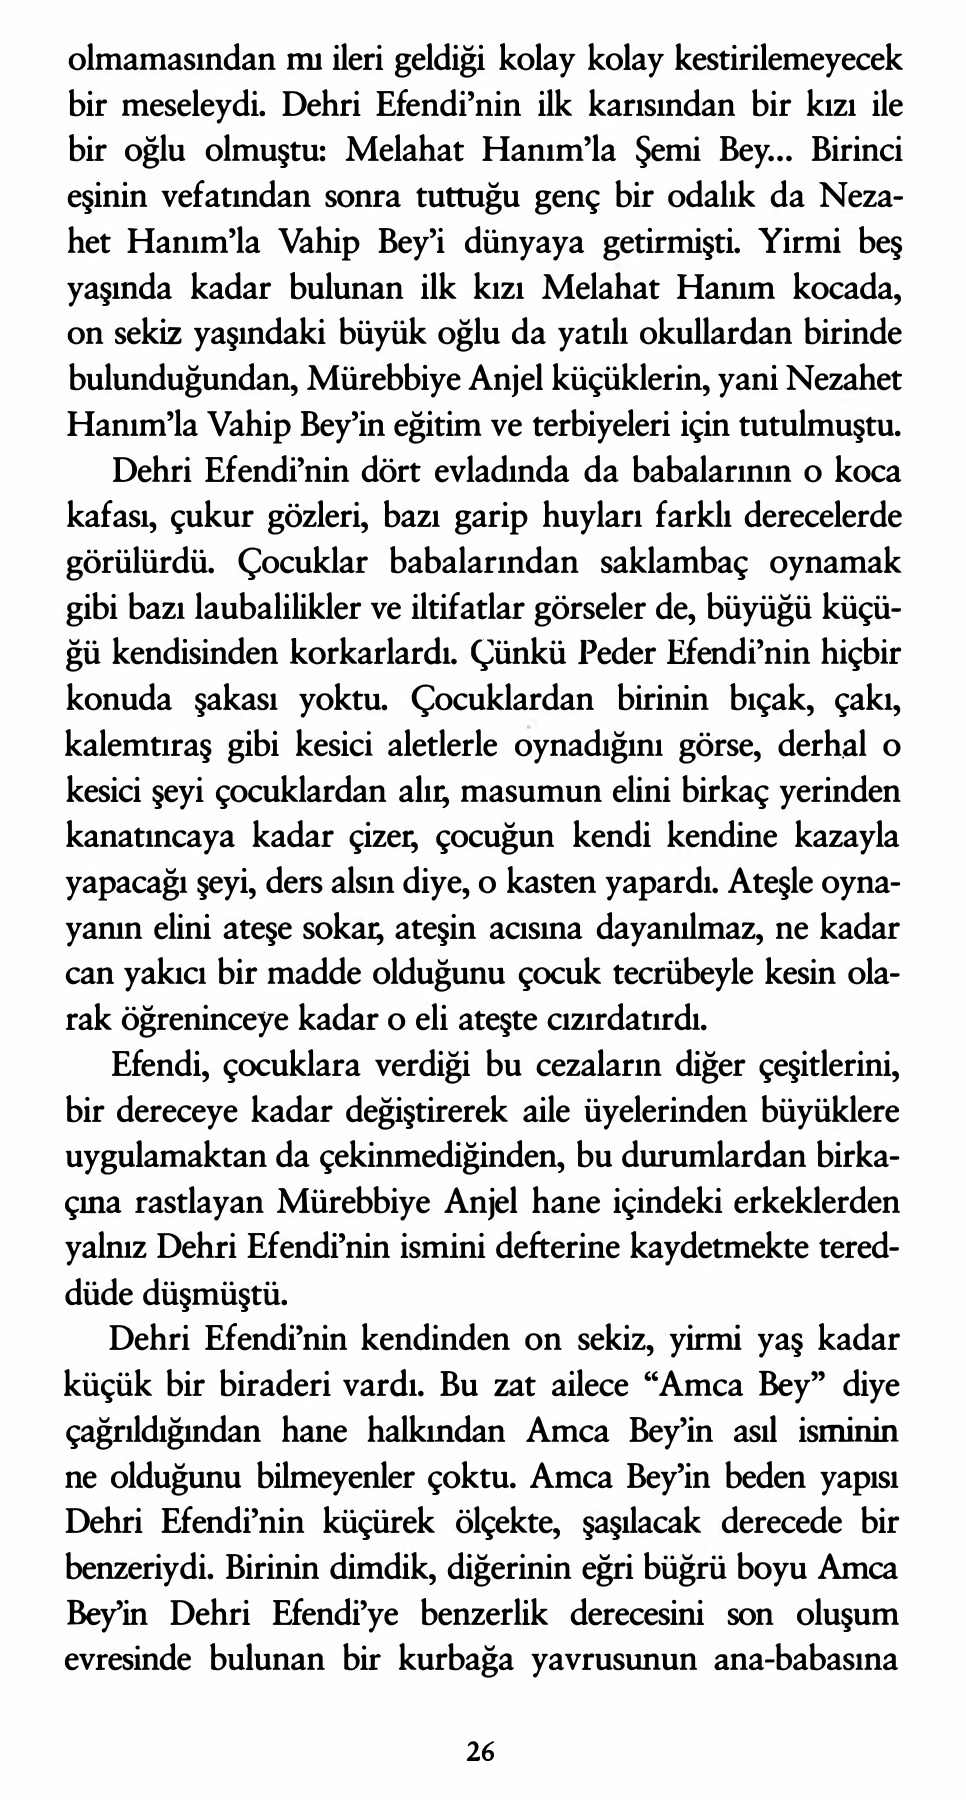 olmamasından mı ileri geldiği kolay kolay kestirilemeyecek
bir meseleydi. Dehri Efendi’nin ilk karısından bir kızı ile
bir oğlu olmuştu: Melahat Hanım’la Şemi Bey... Birinci
eşinin vefatından sonra tuttuğu genç bir odalık da Neza-
het Hanım’la Vahip Bey’i dünyaya getirmişti. Yirmi beş
yaşında kadar bulunan ilk kızı Melahat Hanım kocada,
on sekiz yaşındaki büyük oğlu da yatılı okullardan birinde
bulunduğundan, Mürebbiye Anjel küçüklerin, yani Nezahet
Hanım’la Vahip Bey’in eğitim ve terbiyeleri için tutulmuştu.
Dehri Efendi’nin dört evladında da babalarının o koca
kafası, çukur gözleri, bazı garip huyları farklı derecelerde
görülürdü. Çocuklar babalarından saklambaç oynamak
gibi bazı laubalilikler ve iltifatlar görseler de, büyüğü küçü-
ğü kendisinden korkarlardı. Çünkü Peder Efendi’nin hiçbir
konuda şakası yoktu. Çocuklardan birinin bıçak, çakı,
kalemtıraş gibi kesici aletlerle oynadığını görse, derhal o
kesici şeyi çocuklardan alır, masumun elini birkaç yerinden
kanatıncaya kadar çizer, çocuğun kendi kendine kazayla
yapacağı şeyi, ders alsın diye, o kasten yapardı. Ateşle oyna-
yanın elini ateşe sokar, ateşin acısına dayanılmaz, ne kadar
can yakıcı bir madde olduğunu çocuk tecrübeyle kesin ola-
rak öğreninceye kadar o eli ateşte cızırdatırdı.
Efendi, çocuklara verdiği bu cezaların diğer çeşitlerini,
bir dereceye kadar değiştirerek aile üyelerinden büyüklere
uygulamaktan da çekinmediğinden, bu durumlardan birka-
çına rastlayan Mürebbiye Anjel hane içindeki erkeklerden
yalnız Dehri Efendi’nin ismini defterine kaydetmekte tered-
düde düşmüştü.
Dehri Efendi’nin kendinden on sekiz, yirmi yaş kadar
küçük bir biraderi vardı. Bu zat ailece “Amca Bey” diye
çağrıldığından hane halkından Amca Bey’in asıl isminin
ne olduğunu bilmeyenler çoktu. Amca Bey’in beden yapısı
Dehri Efendi’nin küçürek ölçekte, şaşılacak derecede bir
benzeriydi. Birinin dimdik, diğerinin eğri büğrü boyu Amca
Bey’in Dehri Efendi’ye benzerlik derecesini son oluşum
evresinde bulunan bir kurbağa yavrusunun ana-babasına
26